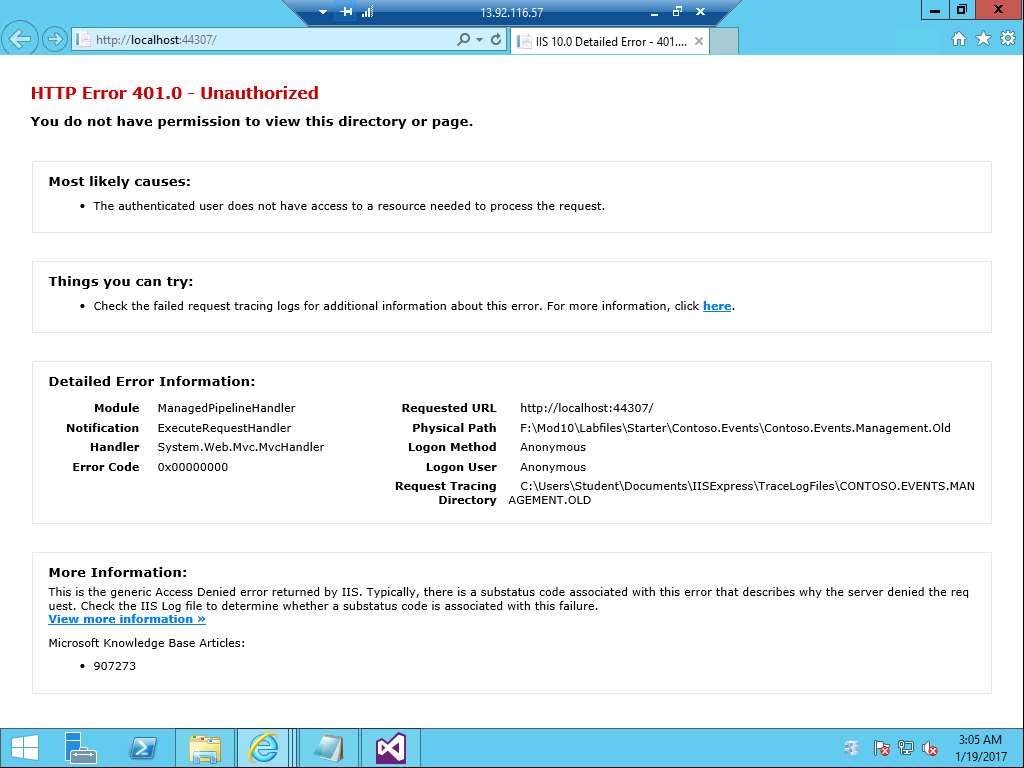 13.92.116.57
http://localhost:44307/
IIS 10.0 Detailed Error - 401....
HTTP Error 401.0 - Unauthorized
You do not have permission to view this directory or page.
Most likely causes:
• The authenticated user does not have access to a resource needed to process the request.
Things you can try:
• Check the failed request tracing logs for additional information about this error. For more information, click here.
Detailed Error Information:
Module ManagedPipelineHandler
Notification ExecuteRequestHandler
Handler System.Web.Mvc.MvcHandler
Error Code 0x00000000
Requested URL http://localhost:44307/
Physical Path F:\Mod10\Labfiles\Starter\Contoso.Events\Contoso.Events.Management.Old
Logon Method Anonymous
Logon User Anonymous
Request Tracing C:\Users\Student\Documents\IISExpress\TraceLogFiles\CONTOSO.EVENTS.MAN
Directory AGEMENT.OLD
More Information:
This is the generic Access Denied error returned by IIS. Typically, there is a substatus code associated with this error that describes why the server denied the req
uest. Check the IIS Log file to determine whether a substatus code is associated with this failure.
View more information »
Microsoft Knowledge Base Articles:
• 907273
3:05 AM
1/19/2017